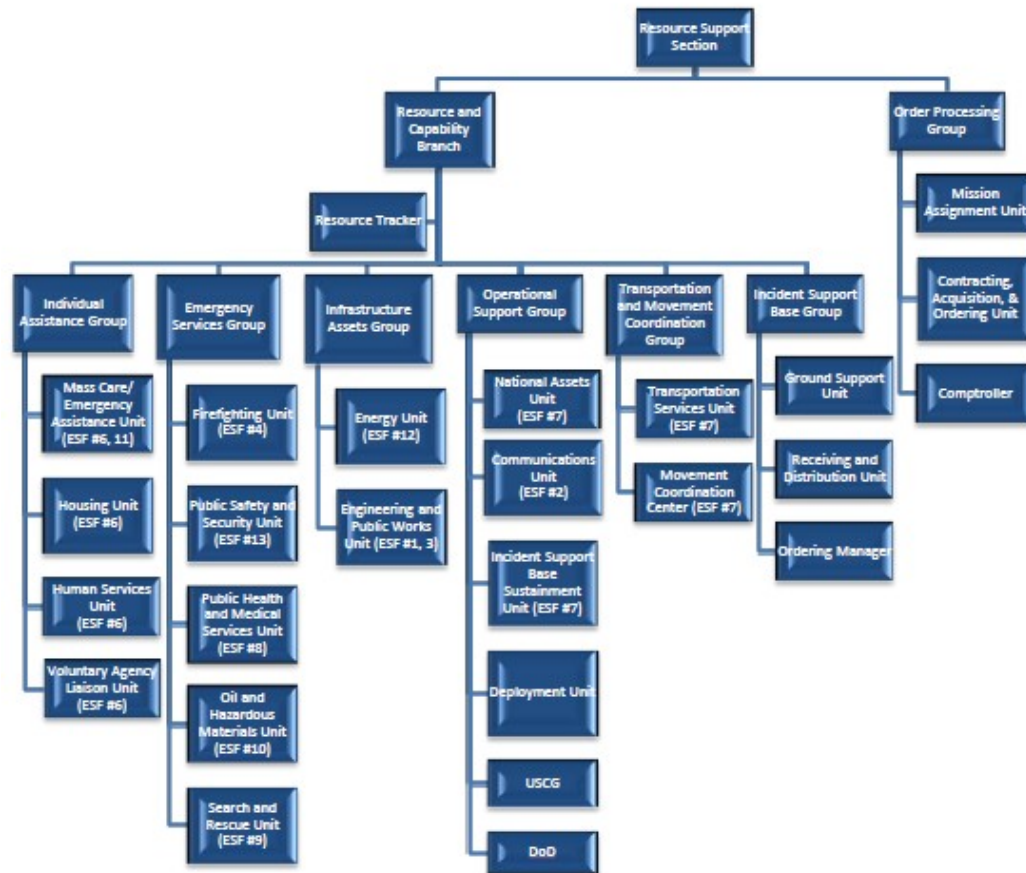 Resource Support
Section
Resource and
Capability
Branch
Order Processing
Group
Resource Tracker
Mission
Assignment Unit
Contracting,
Acquisition, &
Ordering Unit
Comptroller
Individual
Assistance Group
Emergency
Services Group
Infrastructure
Assets Group
Operational
Support Group
Transportation
and Movement
Coordination
Group
Incident Support
Base Group
Mass Care/
Emergency
Assistance Unit
(ESF #6, 11)
Housing Unit
(ESF #6)
Human Services
Unit
(ESF #6)
Voluntary Agency
Liaison Unit
(ESF #6)
Firefighting Unit
(ESF #4)
Public Safety and
Security Unit
(ESF #13)
Public Health
and Medical
Services Unit
(ESF #8)
Oil and
Hazardous
Materials Unit
(ESF #10)
Search and
Rescue Unit
(ESF #9)
Energy Unit
(ESF #12)
Engineering and
Public Works
Unit (ESF #1, 3)
National Assets
Unit
(ESF #7)
Communications
Unit
(ESF #2)
Incident Support
Base
Sustainment
Unit (ESF #7)
Deployment Unit
USCG
DoD
Transportation
Services Unit
(ESF #7)
Movement
Coordination
Center (ESF #7)
Ground Support
Unit
Receiving and
Distribution Unit
Ordering Manager